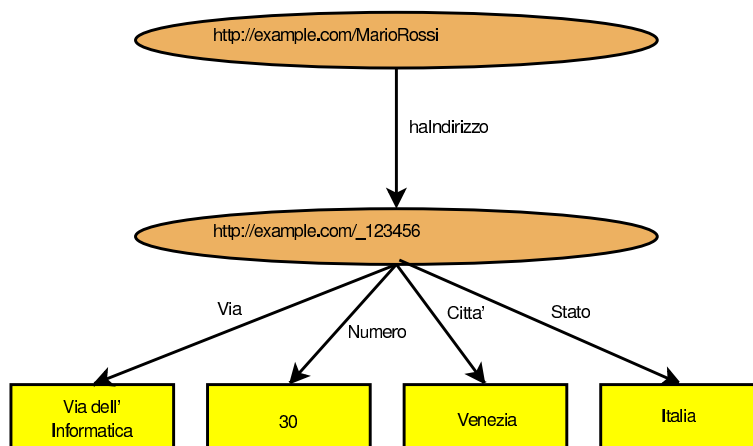 http://example.com/MarioRossi
haIndirizzo
http://example.com/_123456
Via
Numero
Citta'
Stato
Via dell'
Informatica
30
Venezia
Italia